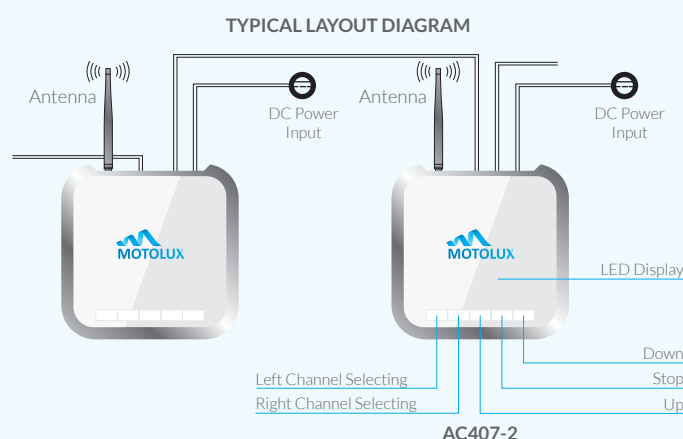 TYPICAL LAYOUT DIAGRAM
Antenna
DC Power
Input
Antenna
DC Power
Input
MOTOLUX
MOTOLUX
LED Display
Down
Left Channel Selecting
Stop
Right Channel Selecting
Up
AC407-2